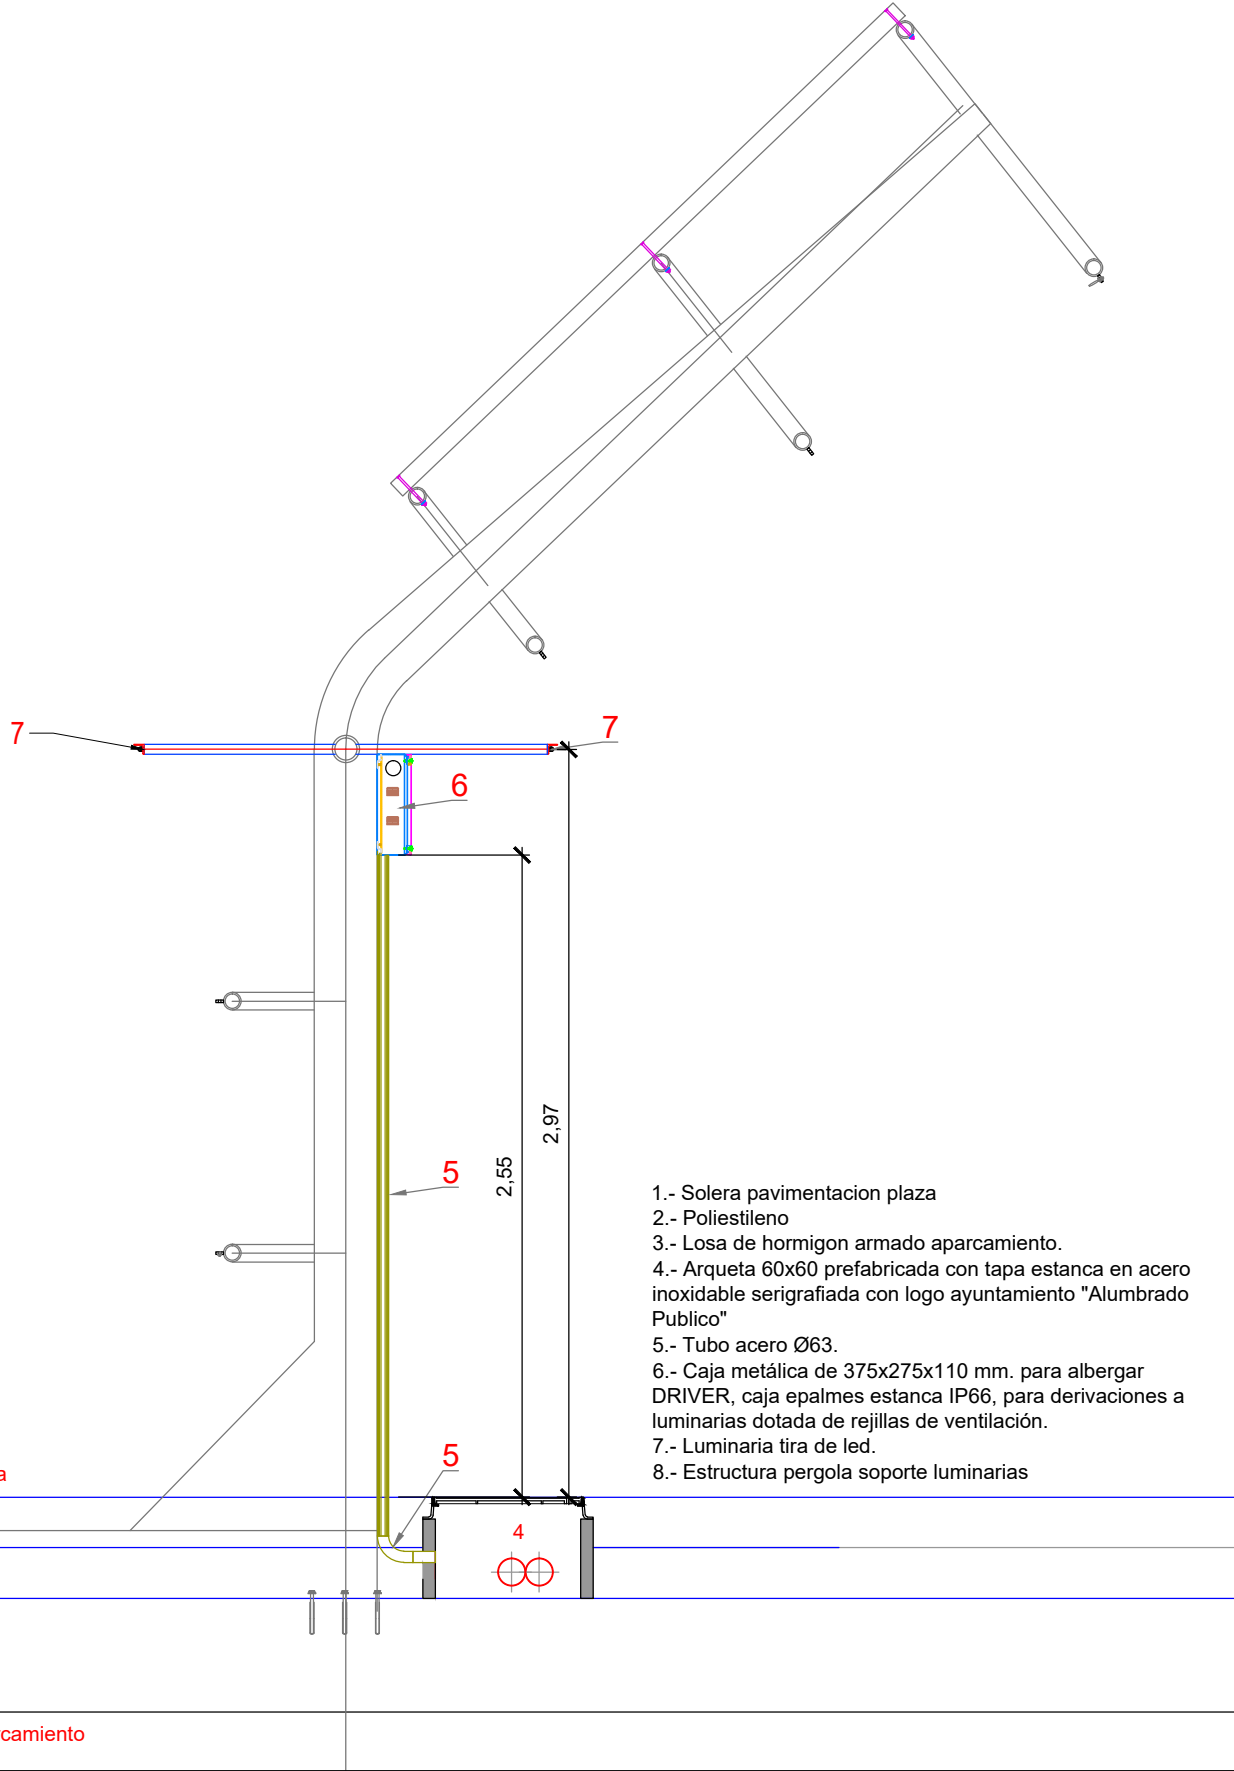 7
7
6
2,97
2,55
5
1.- Solera pavimentacion plaza
2.- Poliestileno
3.- Losa de hormigon armado aparcamiento.
4.- Arqueta 60x60 prefabricada con tapa estanca en acero
inoxidable serigrafiada con logo ayuntamiento "Alumbrado
Publico"
5.- Tubo acero Ø63.
6.- Caja metálica de 375x275x110 mm. para albergar
DRIVER, caja epalmes estanca IP66, para derivaciones a
luminarias dotada de rejillas de ventilación.
7.- Luminaria tira de led.
8.- Estructura pergola soporte luminarias
5
a
4
rcamiento